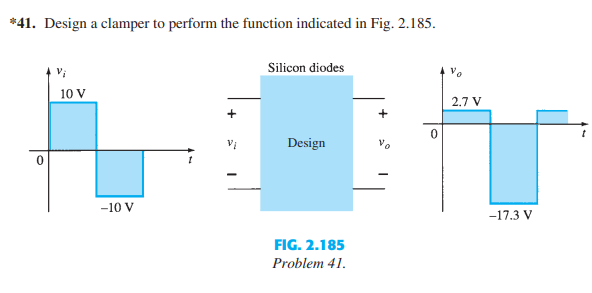 *41. Design a clamper to perform the function indicated in Fig. 2.185.
vi
10 V
0
t
–10 V
Silicon diodes
+
vi
–
Design
+
vo
–
vo
2.7 V
0
t
–17.3 V
FIG. 2.185
Problem 41.